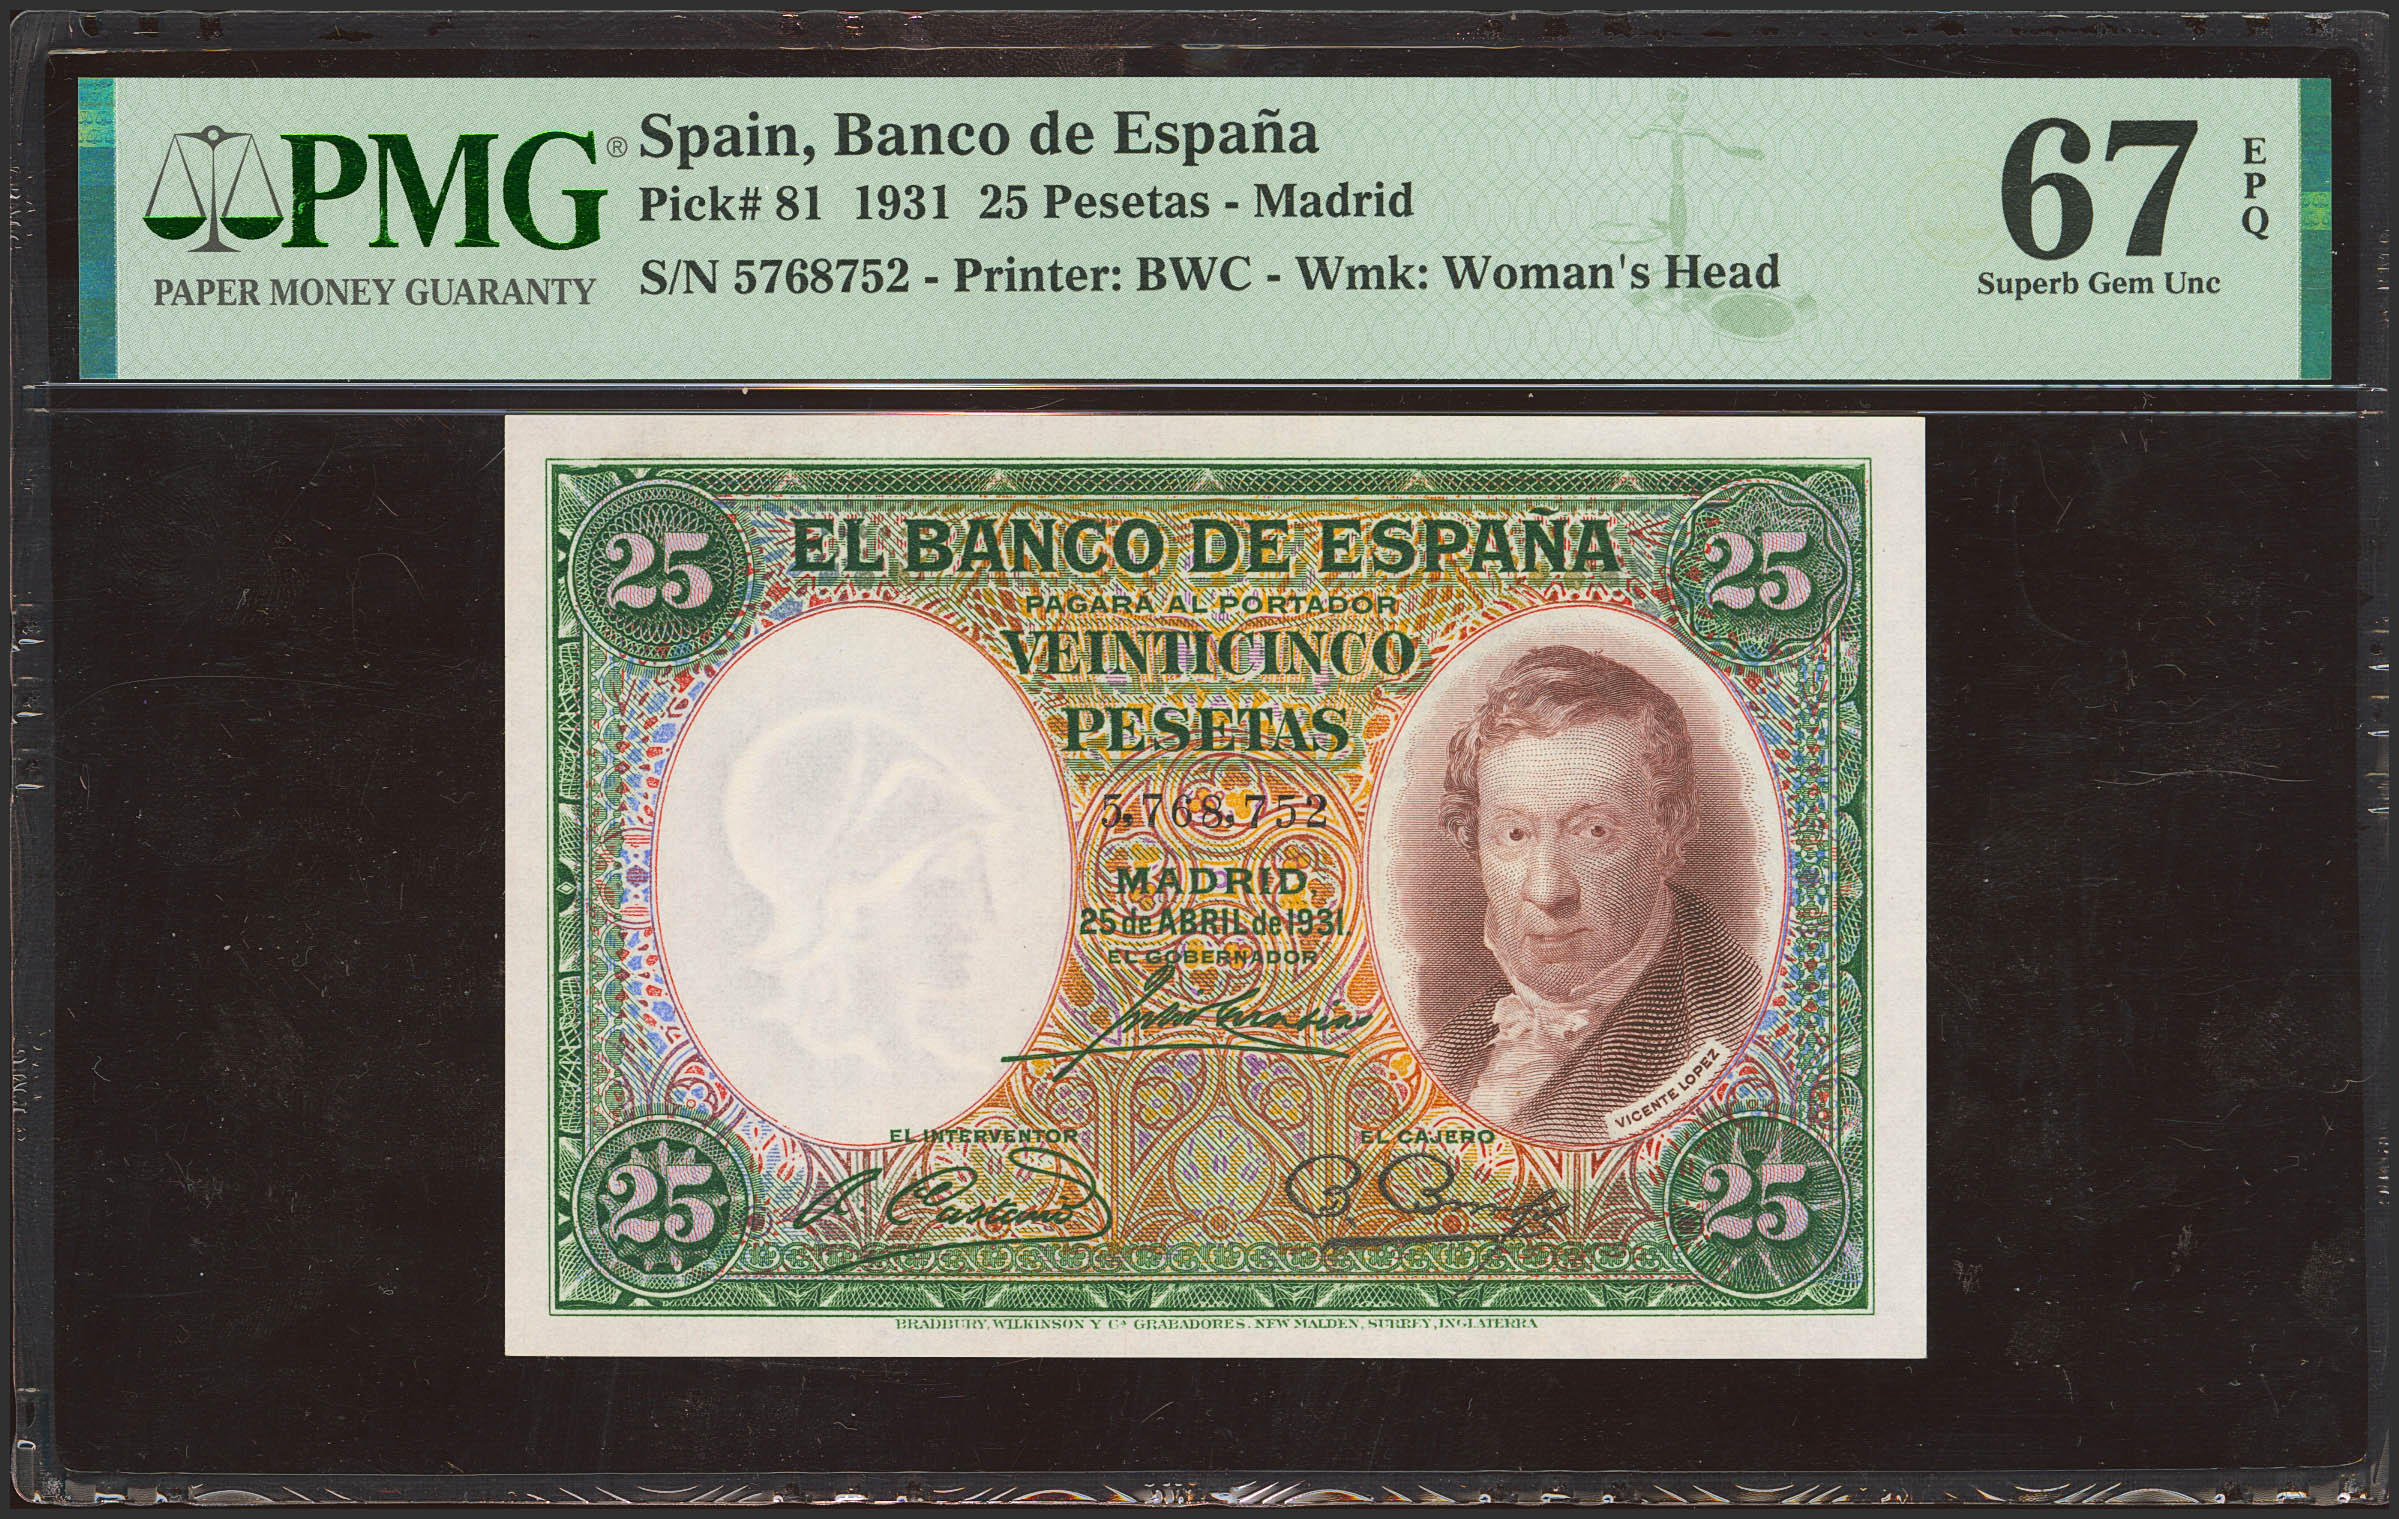 PMG®
PAPER MONEY GUARANTY
Spain, Banco de España
Pick# 81 1931 25 Pesetas - Madrid
S/N 5768752 - Printer: BWC - Wmk: Woman's Head
67
EPQ
Superb Gem Unc
25
25
EL BANCO DE ESPAÑA
PAGARÁ AL PORTADOR
VEINTICINCO
PESETAS
5,768,752
MADRID,
25 de ABRIL de 1931.
EL GOBERNADOR
VICENTE LOPEZ
EL INTERVENTOR
EL CAJERO
25
25
BRADBURY, WILKINSON Y Cª GRABADORES. NEW MALDEN, SURREY, INGLATERRA